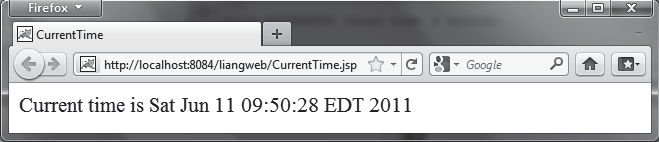 Firefox
CurrentTime
http://localhost:8084/liangweb/CurrentTime.jsp
Google
Current time is Sat Jun 11 09:50:28 EDT 2011